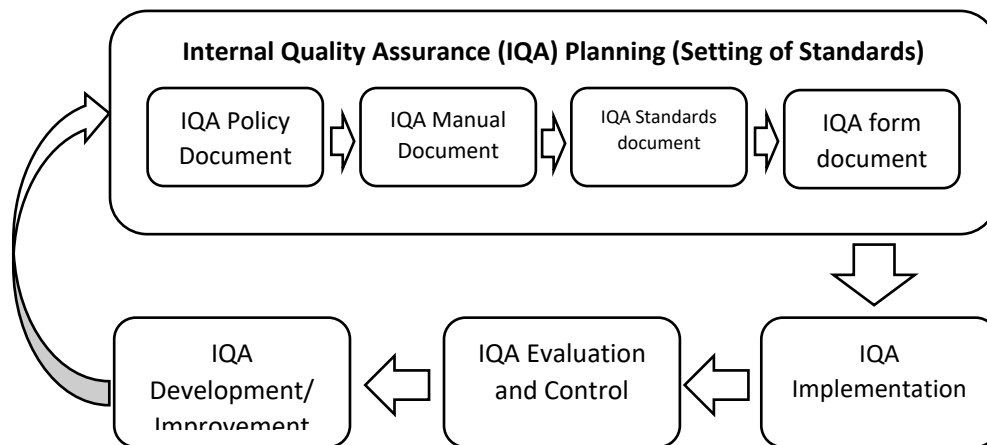 Internal Quality Assurance (IQA) Planning (Setting of Standards)
IQA Policy
Document
IQA Manual
Document
IQA Standards
document
IQA form
document
IQA
Development/
Improvement
IQA Evaluation
and Control
IQA
Implementation